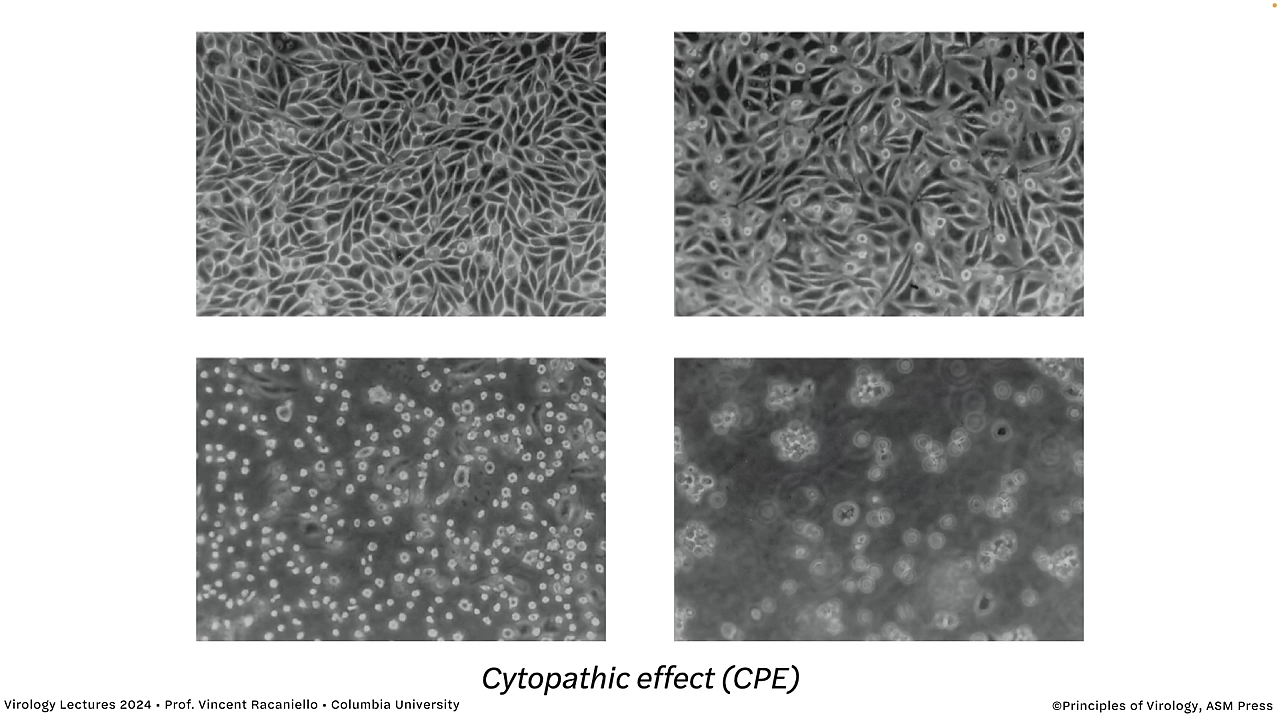 Cytopathic effect (CPE)
Virology Lectures 2024 • Prof. Vincent Racaniello • Columbia University
©Principles of Virology, ASM Press